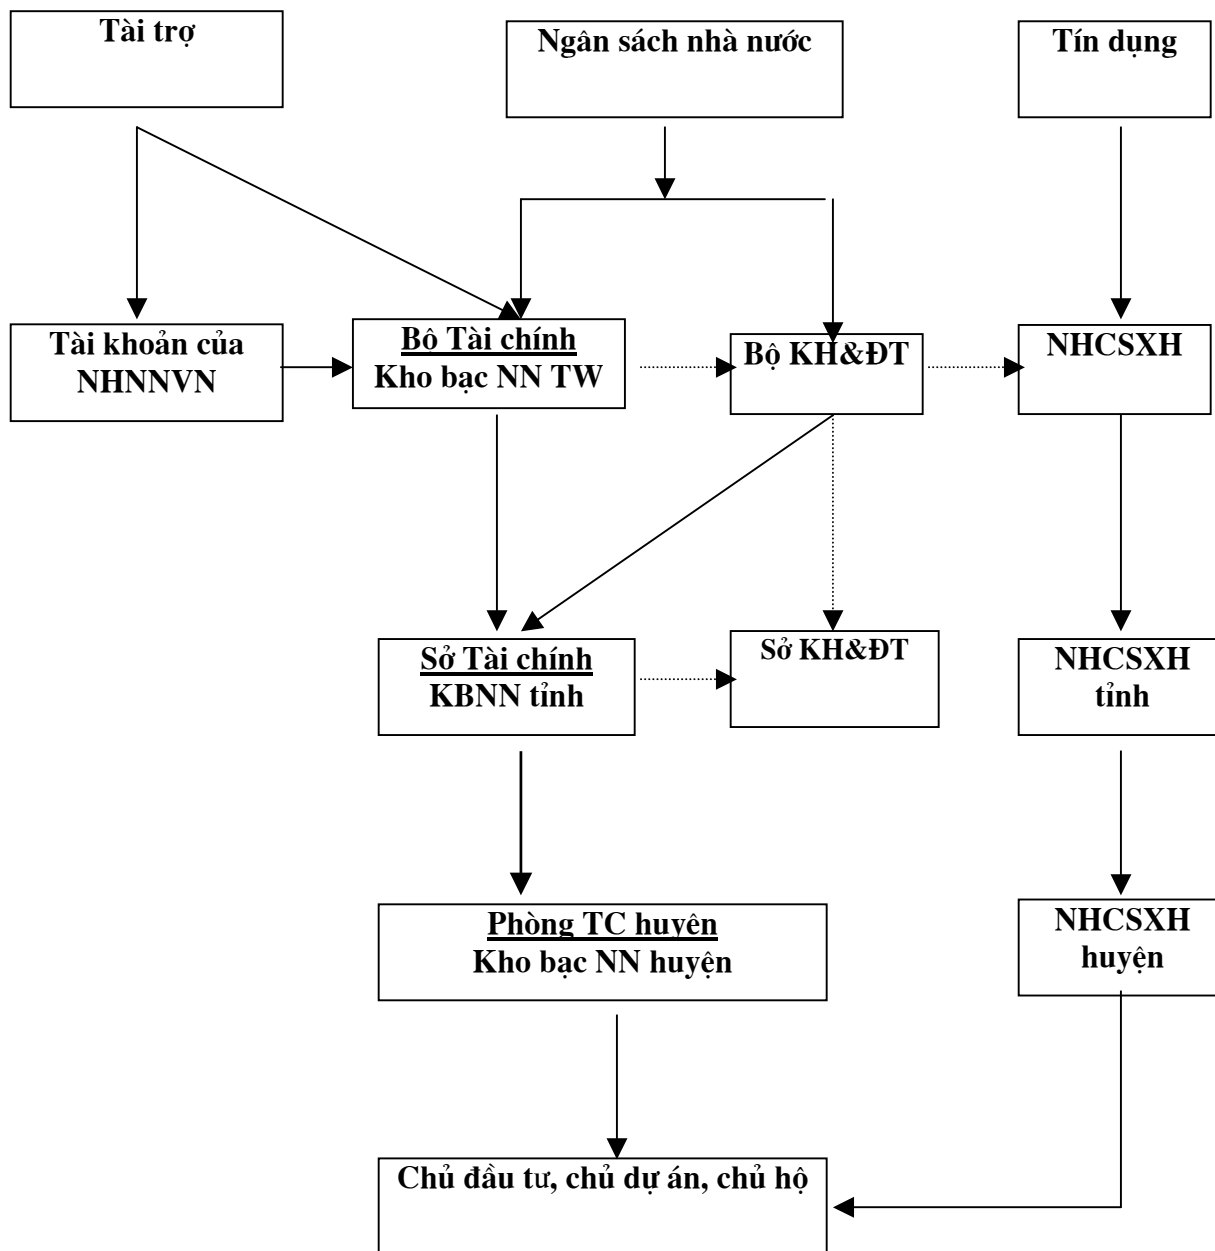 Tài trợ
Ngân sách nhà nước
Tín dụng
Tài khoản của
NHNNVN
Bộ Tài chính
Kho bạc NN TW
Bộ KH&ĐT
NHCSXH
Sở Tài chính
KBNN tỉnh
Sở KH&ĐT
NHCSXH
tỉnh
Phòng TC huyên
Kho bạc NN huyện
NHCSXH
huyện
Chủ đầu tư, chủ dự án, chủ hộ